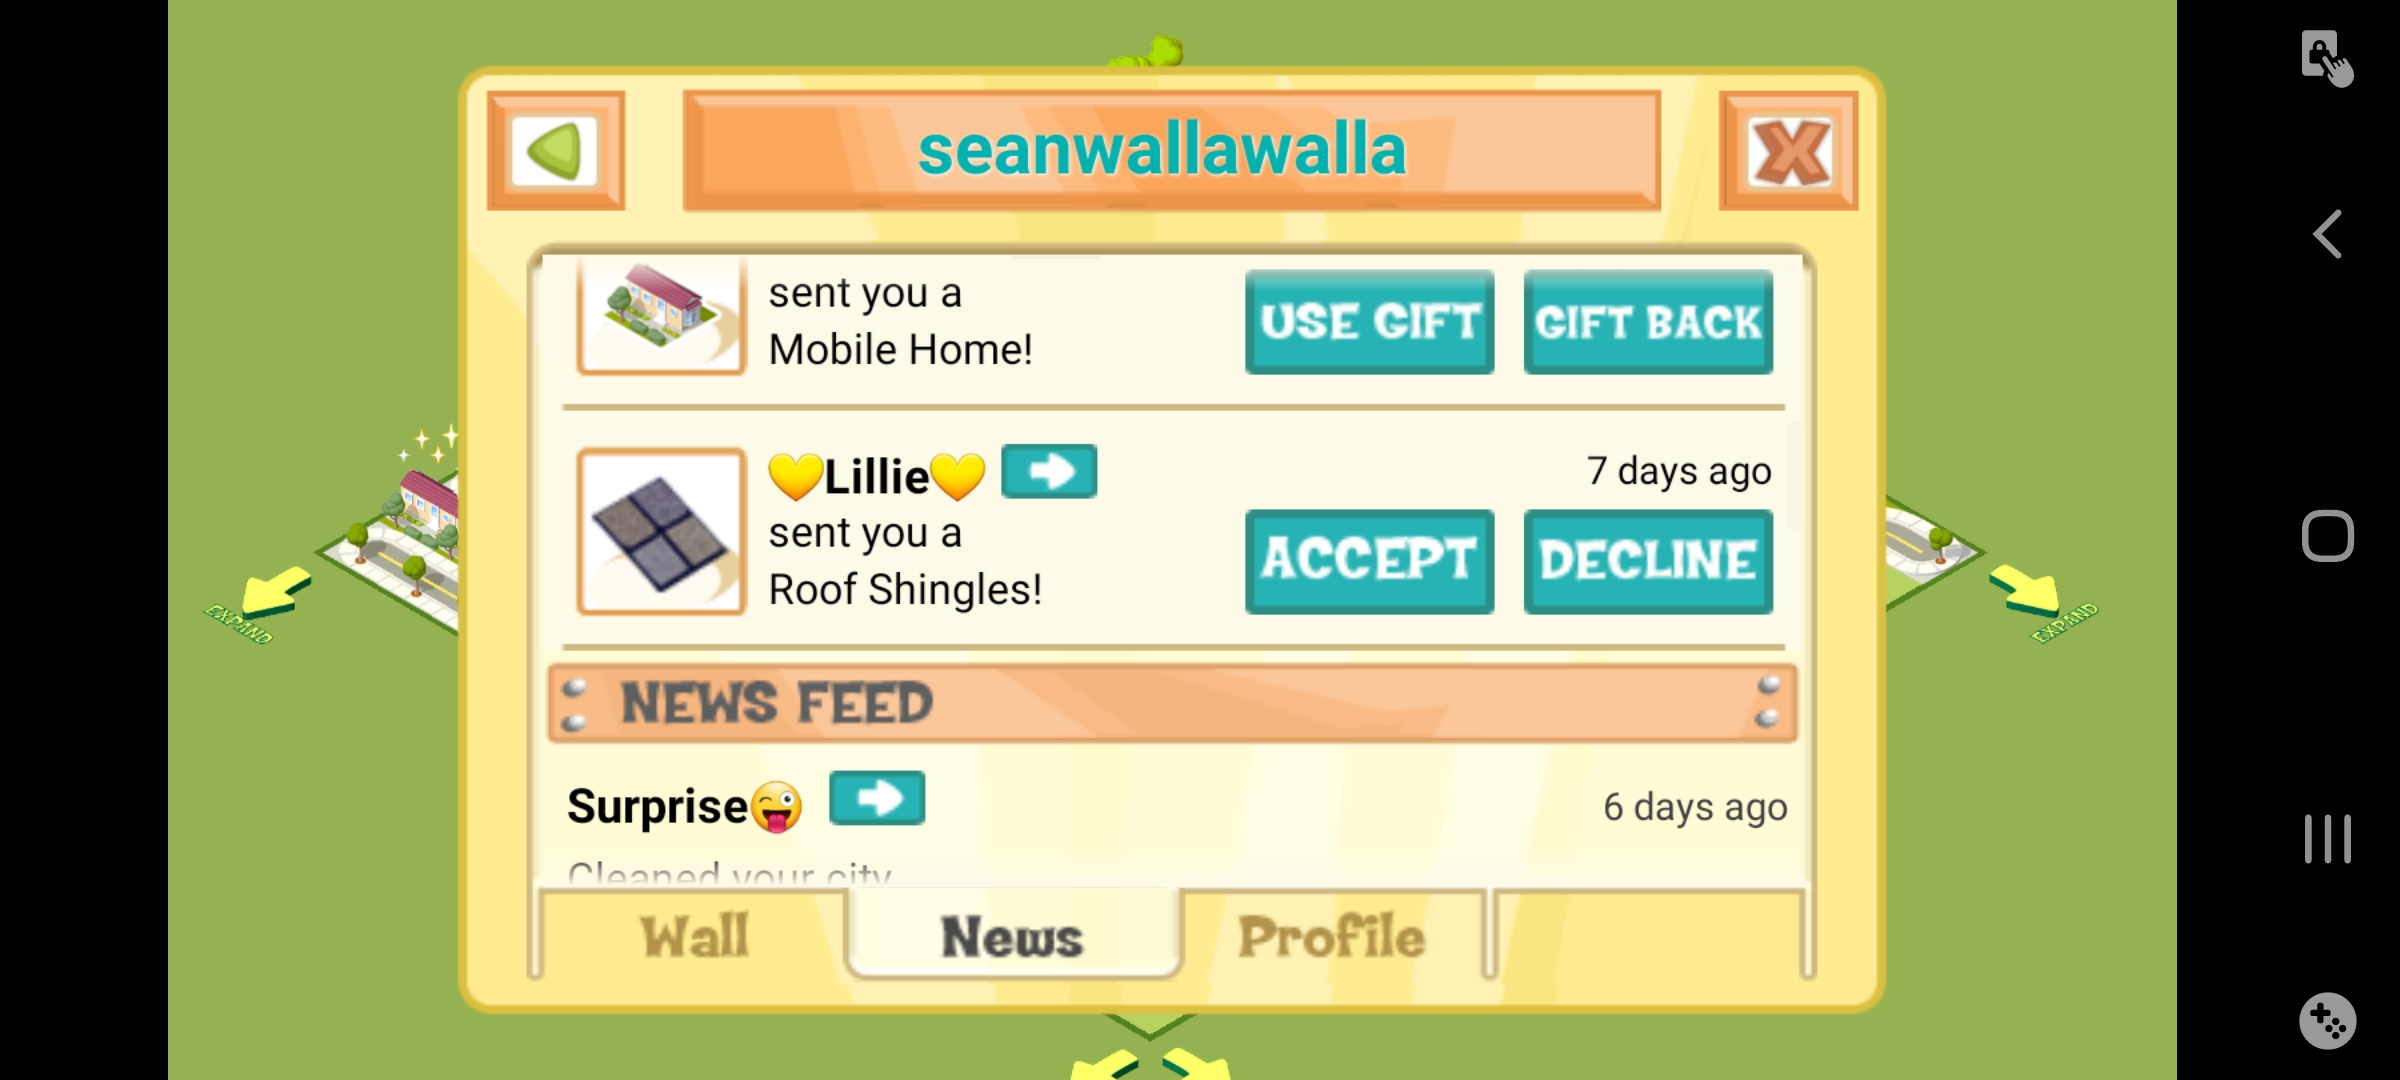 seanwallawalla
sent you a
Mobile Home!
USE GIFT
GIFT BACK
💛Lillie💛
7 days ago
sent you a
Roof Shingles!
ACCEPT
DECLINE
NEWS FEED
Surprise😜
6 days ago
Cleaned your city
EXPAND
EXPAND
Wall
News
Profile